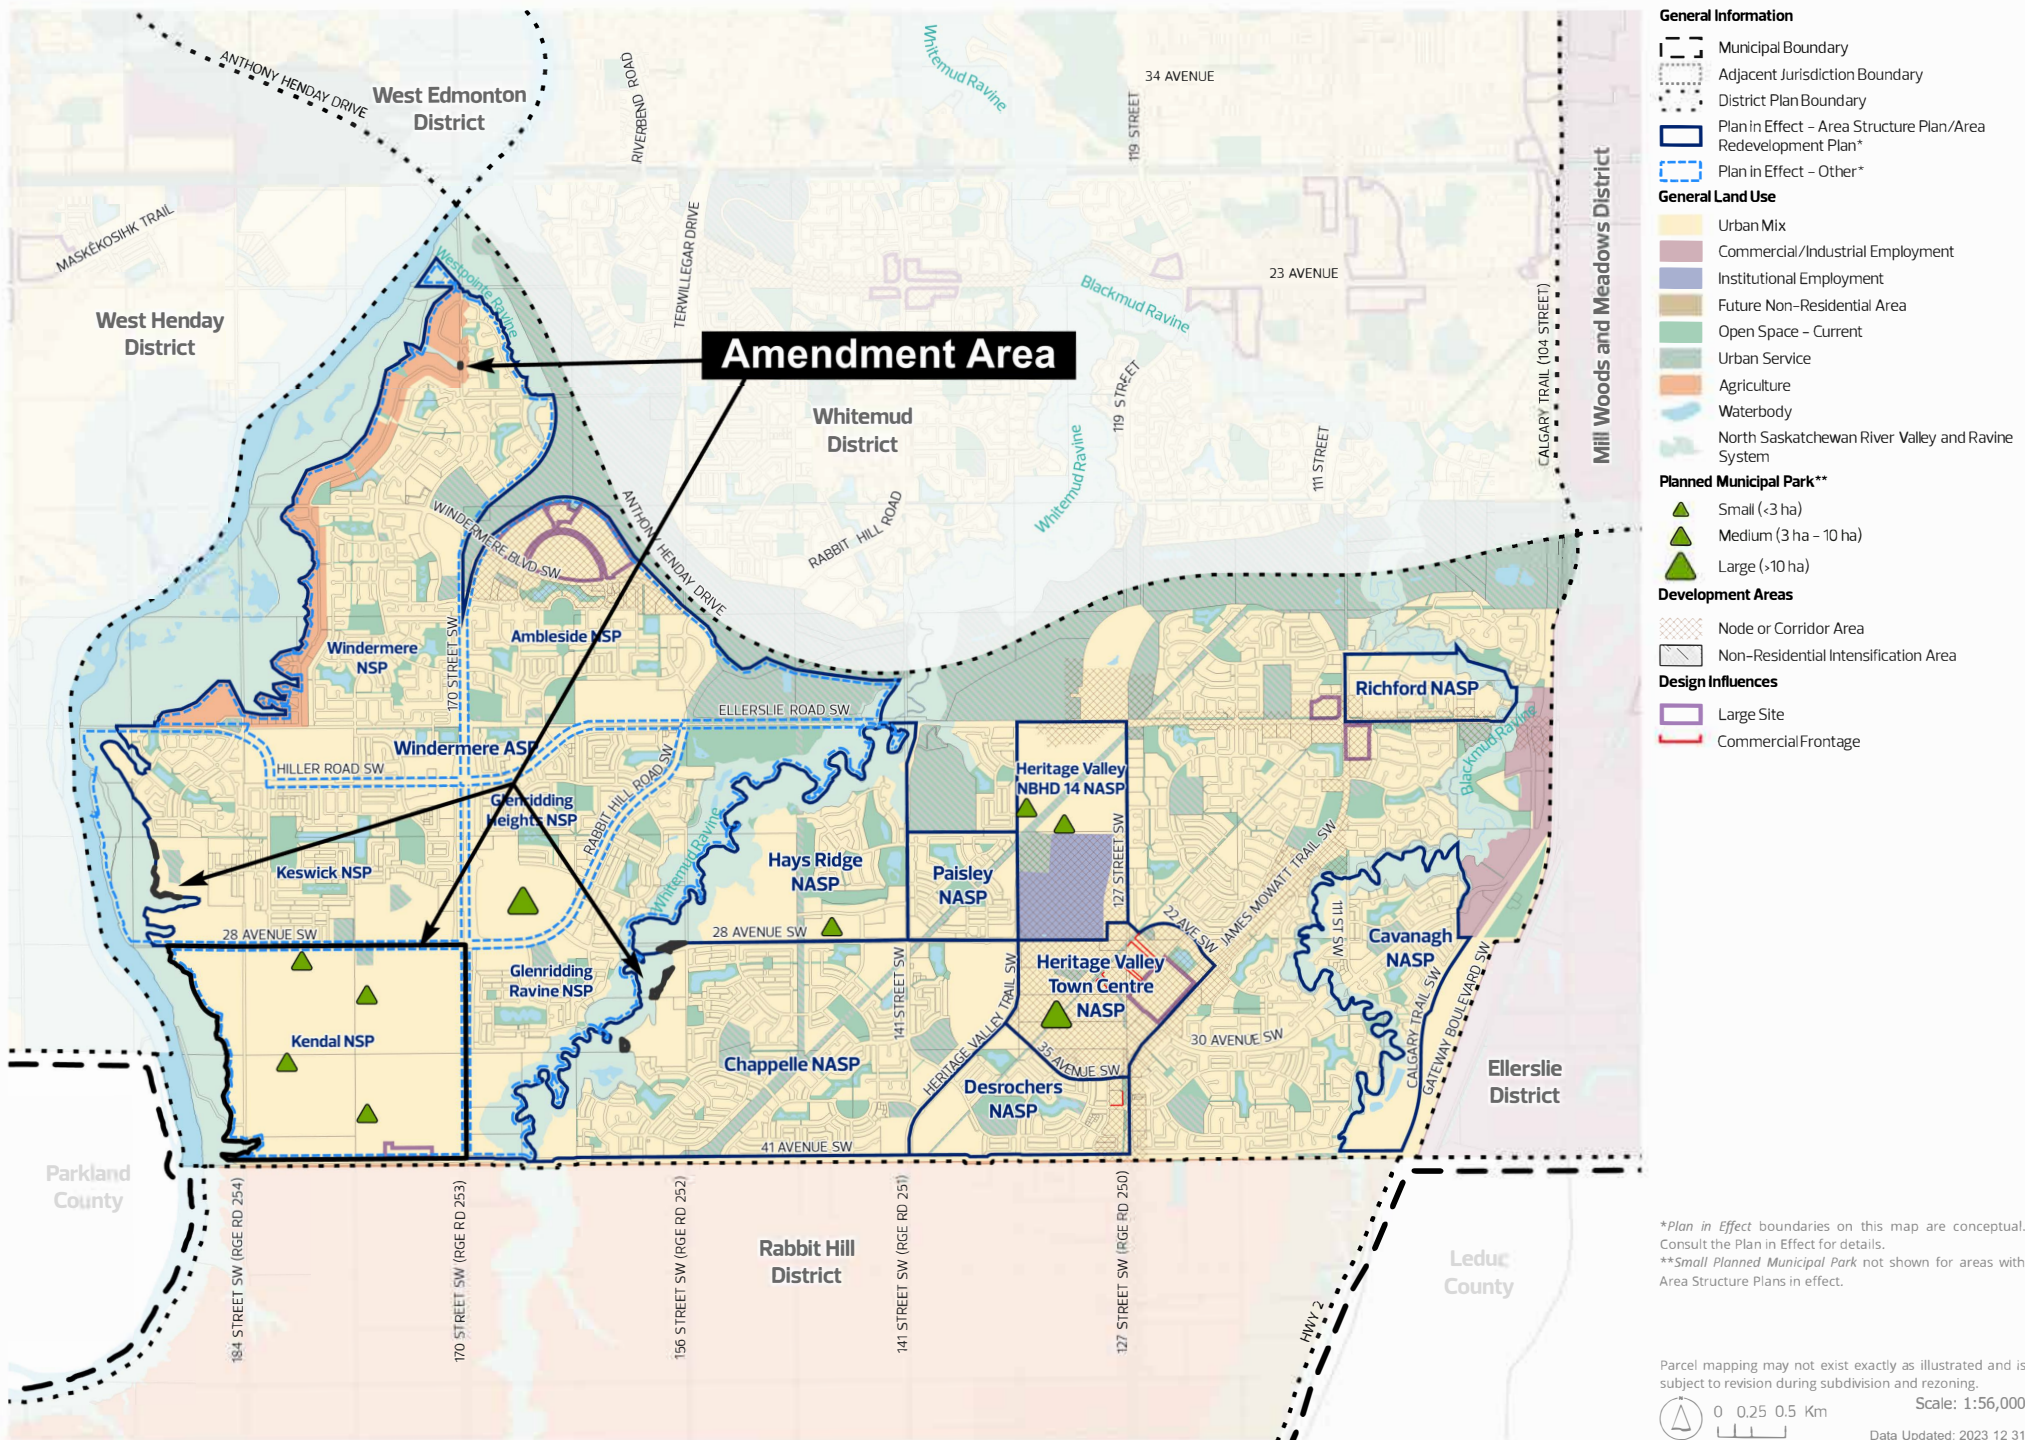 ANTHONY HENDAY DRIVE
West Edmonton
District
RIVERBEND ROAD
Whitemud Ravine
34 AVENUE
119 STREET
MASKÊKOSIHK TRAIL
TERWILLEGAR DRIVE
Westpointe Ravine
23 AVENUE
Blackmud Ravine
West Henday
District
Amendment Area
CALGARY TRAIL (104 STREET)
Mill Woods and Meadows District
119 STREET
Whitemud
District
111 STREET
Whitemud Ravine
RABBIT HILL ROAD
WINDERMERE BLVD SW
ANTHONY HENDAY DRIVE
Windermere
NSP
170 STREET SW
Ambleside NSP
ELLERSLIE ROAD SW
Richford NASP
Blackmud Ravine
Windermere ASP
HILLER ROAD SW
Glenridding
Heights NSP
RABBIT HILL ROAD SW
Whitemud Ravine
Heritage Valley
NBHD 14 NASP
127 STREET SW
Keswick NSP
Hays Ridge
NASP
Paisley
NASP
JAMES MOWATT TRAIL SW
22 AVE SW
111 ST SW
Cavanagh
NASP
28 AVENUE SW
28 AVENUE SW
Glenridding
Ravine NSP
141 STREET SW
HERITAGE VALLEY TRAIL SW
Heritage Valley
Town Centre
NASP
CALGARY TRAIL SW
GATEWAY BOULEVARD SW
Kendal NSP
Chappelle NASP
35 AVENUE SW
30 AVENUE SW
Desrochers
NASP
Ellerslie
District
41 AVENUE SW
Parkland
County
184 STREET SW (RGE RD 254)
170 STREET SW (RGE RD 253)
156 STREET SW (RGE RD 252)
141 STREET SW (RGE RD 251)
127 STREET SW (RGE RD 250)
Rabbit Hill
District
HWY 2
Leduc
County
General Information
Municipal Boundary
Adjacent Jurisdiction Boundary
District Plan Boundary
Plan in Effect - Area Structure Plan/Area
Redevelopment Plan*
Plan in Effect - Other*
General Land Use
Urban Mix
Commercial/Industrial Employment
Institutional Employment
Future Non-Residential Area
Open Space - Current
Urban Service
Agriculture
Waterbody
North Saskatchewan River Valley and Ravine
System
Planned Municipal Park**
Small (<3 ha)
Medium (3 ha - 10 ha)
Large (>10 ha)
Development Areas
Node or Corridor Area
Non-Residential Intensification Area
Design Influences
Large Site
Commercial Frontage
*Plan in Effect boundaries on this map are conceptual.
Consult the Plan in Effect for details.
**Small Planned Municipal Park not shown for areas with
Area Structure Plans in effect.
Parcel mapping may not exist exactly as illustrated and is
subject to revision during subdivision and rezoning.
0 0.25 0.5 Km
Scale: 1:56,000
Data Updated: 2023 12 31